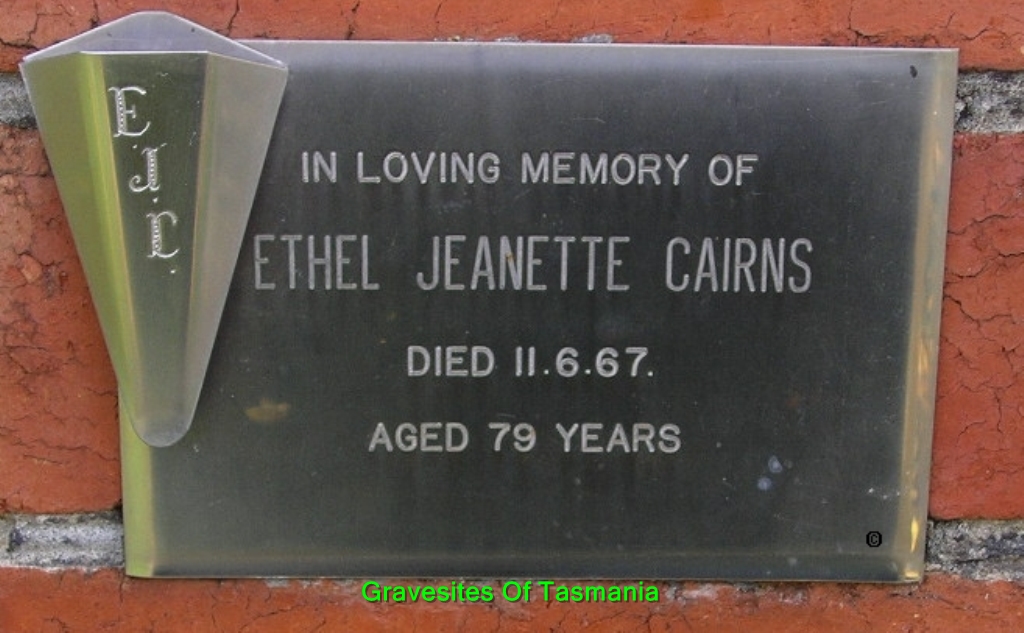 E.
J.
C.
IN LOVING MEMORY OF
ETHEL JEANETTE CAIRNS
DIED 11.6.67.
AGED 79 YEARS
©
Gravesites Of Tasmania